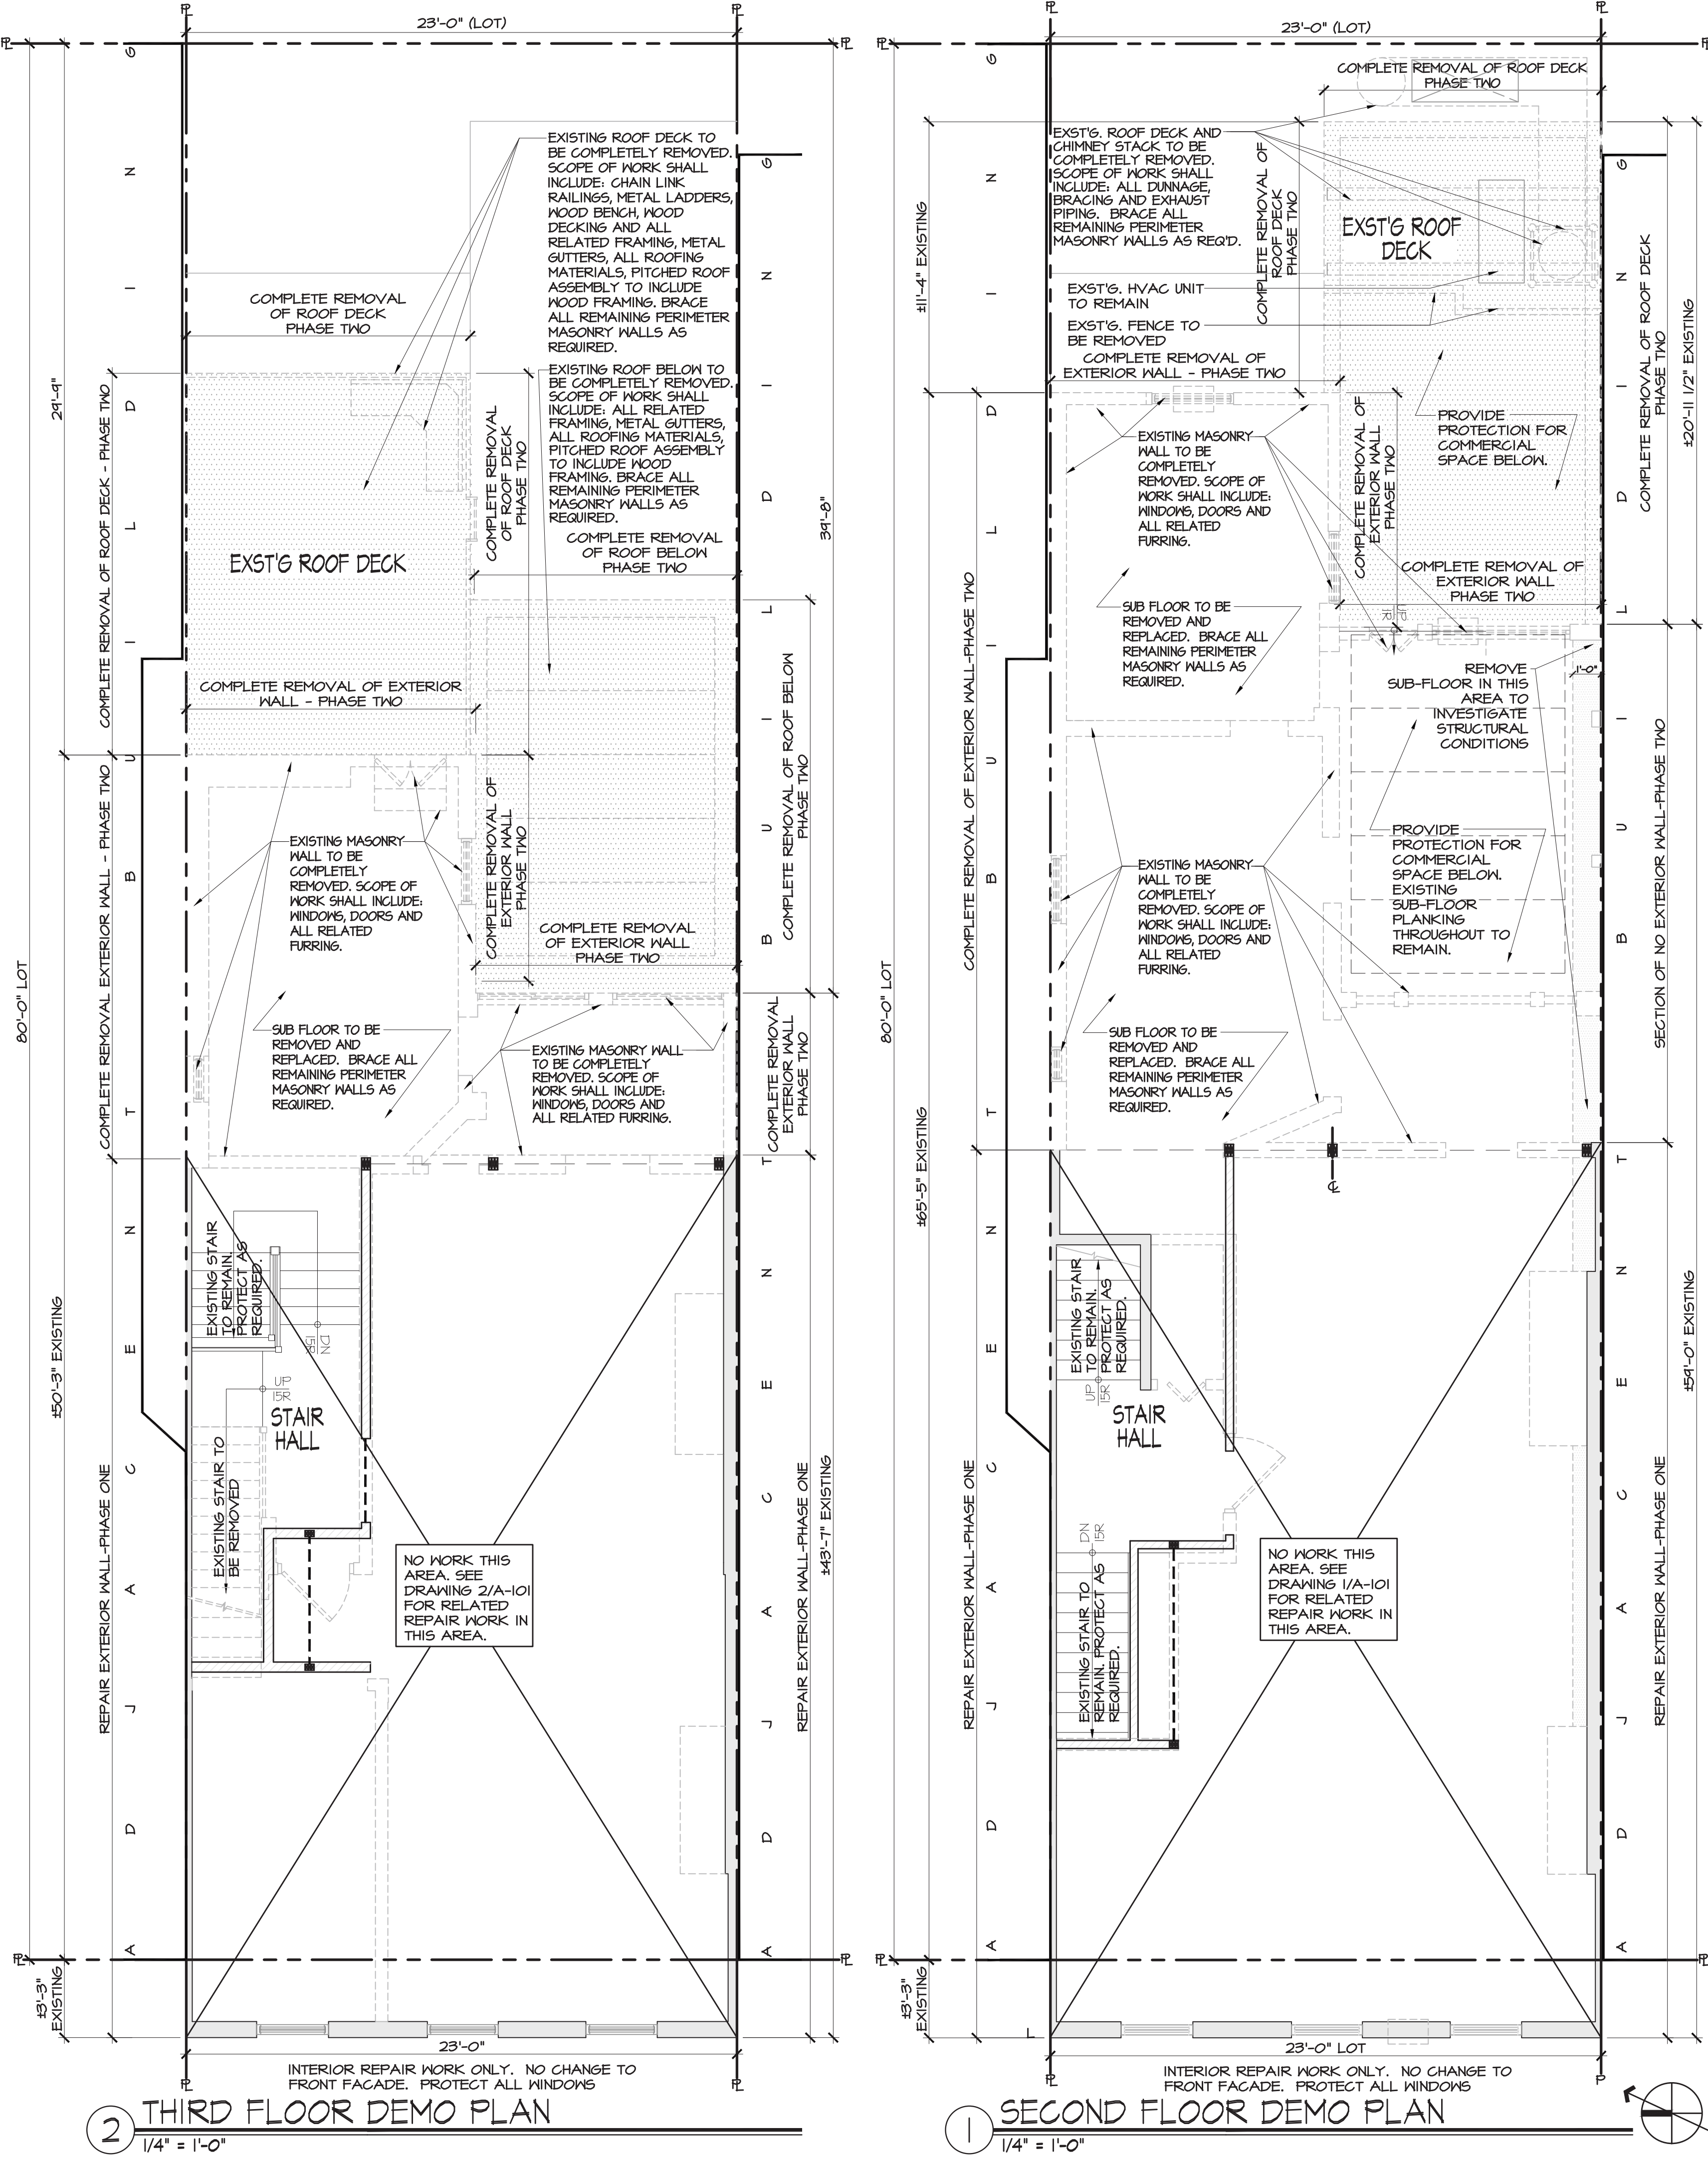 23'-0" (LOT)
29'-9"
80'-0" LOT
±50'-3" EXISTING
±3'-3"
EXISTING
39'-8"
±43'-7" EXISTING
ADJACENT BUILDING
ADJACENT BUILDING
COMPLETE REMOVAL OF ROOF DECK - PHASE TWO
COMPLETE REMOVAL EXTERIOR WALL - PHASE TWO
REPAIR EXTERIOR WALL-PHASE ONE
EXISTING ROOF DECK TO
BE COMPLETELY REMOVED.
SCOPE OF WORK SHALL
INCLUDE: CHAIN LINK
RAILINGS, METAL LADDERS,
WOOD BENCH, WOOD
DECKING AND ALL
RELATED FRAMING, METAL
GUTTERS, ALL ROOFING
MATERIALS, PITCHED ROOF
ASSEMBLY TO INCLUDE
WOOD FRAMING. BRACE
ALL REMAINING PERIMETER
MASONRY WALLS AS
REQUIRED.
COMPLETE REMOVAL
OF ROOF DECK
PHASE TWO
EXISTING ROOF BELOW TO
BE COMPLETELY REMOVED.
SCOPE OF WORK SHALL
INCLUDE: ALL RELATED
FRAMING, METAL GUTTERS,
ALL ROOFING MATERIALS,
PITCHED ROOF ASSEMBLY
TO INCLUDE WOOD
FRAMING. BRACE ALL
REMAINING PERIMETER
MASONRY WALLS AS
REQUIRED.
COMPLETE REMOVAL
OF ROOF DECK
PHASE TWO
COMPLETE REMOVAL
OF ROOF BELOW
PHASE TWO
EXST'G ROOF DECK
COMPLETE REMOVAL OF EXTERIOR
WALL - PHASE TWO
COMPLETE REMOVAL OF ROOF BELOW
PHASE TWO
COMPLETE REMOVAL OF
EXTERIOR WALL
PHASE TWO
EXISTING MASONRY
WALL TO BE
COMPLETELY
REMOVED. SCOPE OF
WORK SHALL INCLUDE:
WINDOWS, DOORS AND
ALL RELATED
FURRING.
COMPLETE REMOVAL
OF EXTERIOR WALL
PHASE TWO
COMPLETE REMOVAL
EXTERIOR WALL
PHASE TWO
SUB FLOOR TO BE
REMOVED AND
REPLACED. BRACE ALL
REMAINING PERIMETER
MASONRY WALLS AS
REQUIRED.
EXISTING MASONRY WALL
TO BE COMPLETELY
REMOVED. SCOPE OF
WORK SHALL INCLUDE:
WINDOWS, DOORS AND
ALL RELATED FURRING.
EXISTING STAIR
TO REMAIN.
PROTECT AS
REQUIRED.
DN
15R
UP
15R
STAIR
HALL
EXISTING STAIR TO
BE REMOVED
NO WORK THIS
AREA. SEE
DRAWING 2/A-101
FOR RELATED
REPAIR WORK IN
THIS AREA.
REPAIR EXTERIOR WALL-PHASE ONE
23'-0"
INTERIOR REPAIR WORK ONLY. NO CHANGE TO
FRONT FACADE. PROTECT ALL WINDOWS
2
THIRD FLOOR DEMO PLAN
1/4" = 1'-0"
23'-0" (LOT)
COMPLETE REMOVAL OF ROOF DECK
PHASE TWO
±11'-4" EXISTING
80'-0" LOT
±65'-5" EXISTING
±3'-3"
EXISTING
±20'-11 1/2" EXISTING
±59'-0" EXISTING
ADJACENT BUILDING
ADJACENT BUILDING
EXST'G. ROOF DECK AND
CHIMNEY STACK TO BE
COMPLETELY REMOVED.
SCOPE OF WORK SHALL
INCLUDE: ALL DUNNAGE,
BRACING AND EXHAUST
PIPING. BRACE ALL
REMAINING PERIMETER
MASONRY WALLS AS REQ'D.
COMPLETE REMOVAL OF
ROOF DECK
PHASE TWO
EXST'G ROOF
DECK
EXST'G. HVAC UNIT
TO REMAIN
EXST'G. FENCE TO
BE REMOVED
COMPLETE REMOVAL OF
EXTERIOR WALL - PHASE TWO
COMPLETE REMOVAL OF ROOF DECK
PHASE TWO
EXISTING MASONRY
WALL TO BE
COMPLETELY
REMOVED. SCOPE OF
WORK SHALL INCLUDE:
WINDOWS, DOORS AND
ALL RELATED
FURRING.
COMPLETE REMOVAL OF
EXTERIOR WALL
PHASE TWO
PROVIDE
PROTECTION FOR
COMMERCIAL
SPACE BELOW.
COMPLETE REMOVAL OF
EXTERIOR WALL
PHASE TWO
UP
15R
COMPLETE REMOVAL OF EXTERIOR WALL-PHASE TWO
SUB FLOOR TO BE
REMOVED AND
REPLACED. BRACE ALL
REMAINING PERIMETER
MASONRY WALLS AS
REQUIRED.
REMOVE
SUB-FLOOR IN THIS
AREA TO
INVESTIGATE
STRUCTURAL
CONDITIONS
1'-0"
PROVIDE
PROTECTION FOR
COMMERCIAL
SPACE BELOW.
EXISTING
SUB-FLOOR
PLANKING
THROUGHOUT TO
REMAIN.
SECTION OF NO EXTERIOR WALL-PHASE TWO
EXISTING MASONRY
WALL TO BE
COMPLETELY
REMOVED. SCOPE OF
WORK SHALL INCLUDE:
WINDOWS, DOORS AND
ALL RELATED
FURRING.
SUB FLOOR TO BE
REMOVED AND
REPLACED. BRACE ALL
REMAINING PERIMETER
MASONRY WALLS AS
REQUIRED.
EXISTING STAIR
TO REMAIN.
PROTECT AS
REQUIRED.
UP
15R
STAIR
HALL
DN
15R
EXISTING STAIR TO
REMAIN. PROTECT AS
REQUIRED.
NO WORK THIS
AREA. SEE
DRAWING 1/A-101
FOR RELATED
REPAIR WORK IN
THIS AREA.
REPAIR EXTERIOR WALL-PHASE ONE
REPAIR EXTERIOR WALL-PHASE ONE
23'-0" LOT
INTERIOR REPAIR WORK ONLY. NO CHANGE TO
FRONT FACADE. PROTECT ALL WINDOWS
1
SECOND FLOOR DEMO PLAN
1/4" = 1'-0"